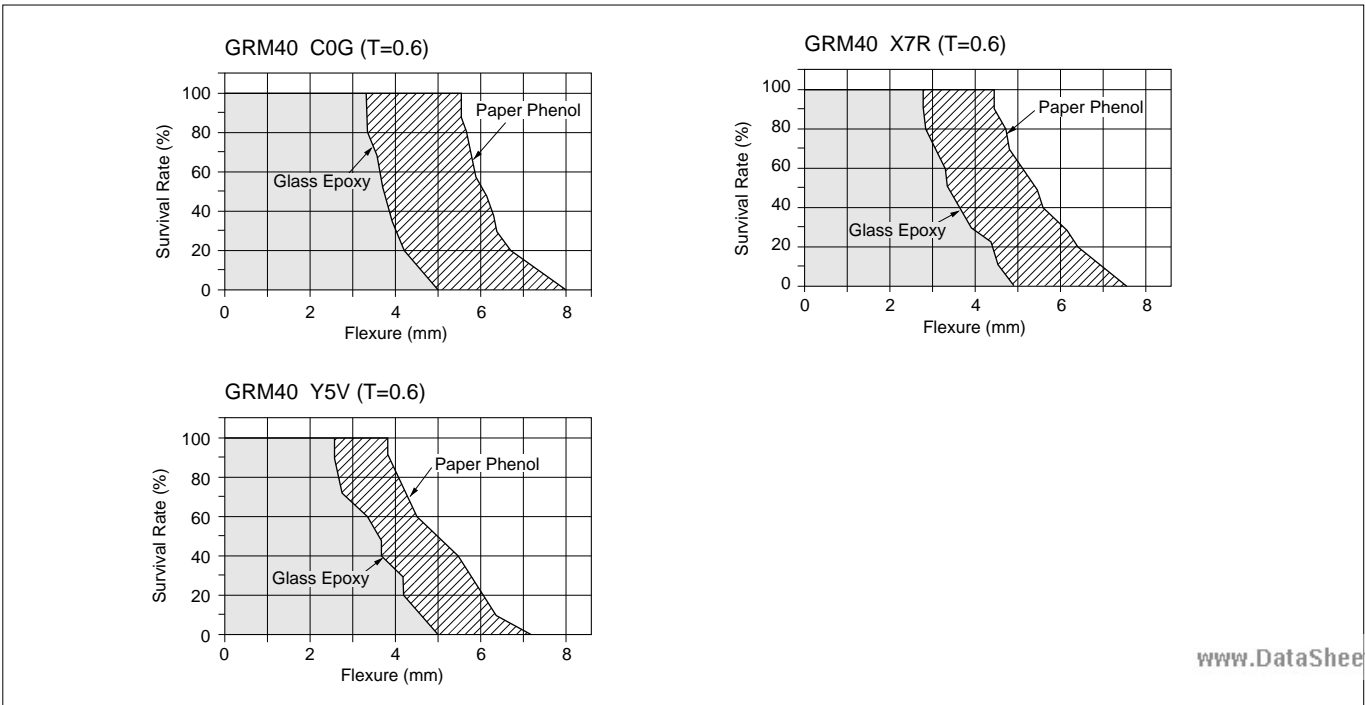 GRM40 C0G (T=0.6)
100
80
60
40
20
0
Survival Rate (%)
Paper Phenol
Glass Epoxy
0 2 4 6 8
Flexure (mm)
GRM40 X7R (T=0.6)
100
80
60
40
20
0
Survival Rate (%)
Paper Phenol
Glass Epoxy
0 2 4 6 8
Flexure (mm)
GRM40 Y5V (T=0.6)
100
80
60
40
20
0
Survival Rate (%)
Paper Phenol
Glass Epoxy
0 2 4 6 8
Flexure (mm)
www.DataShee